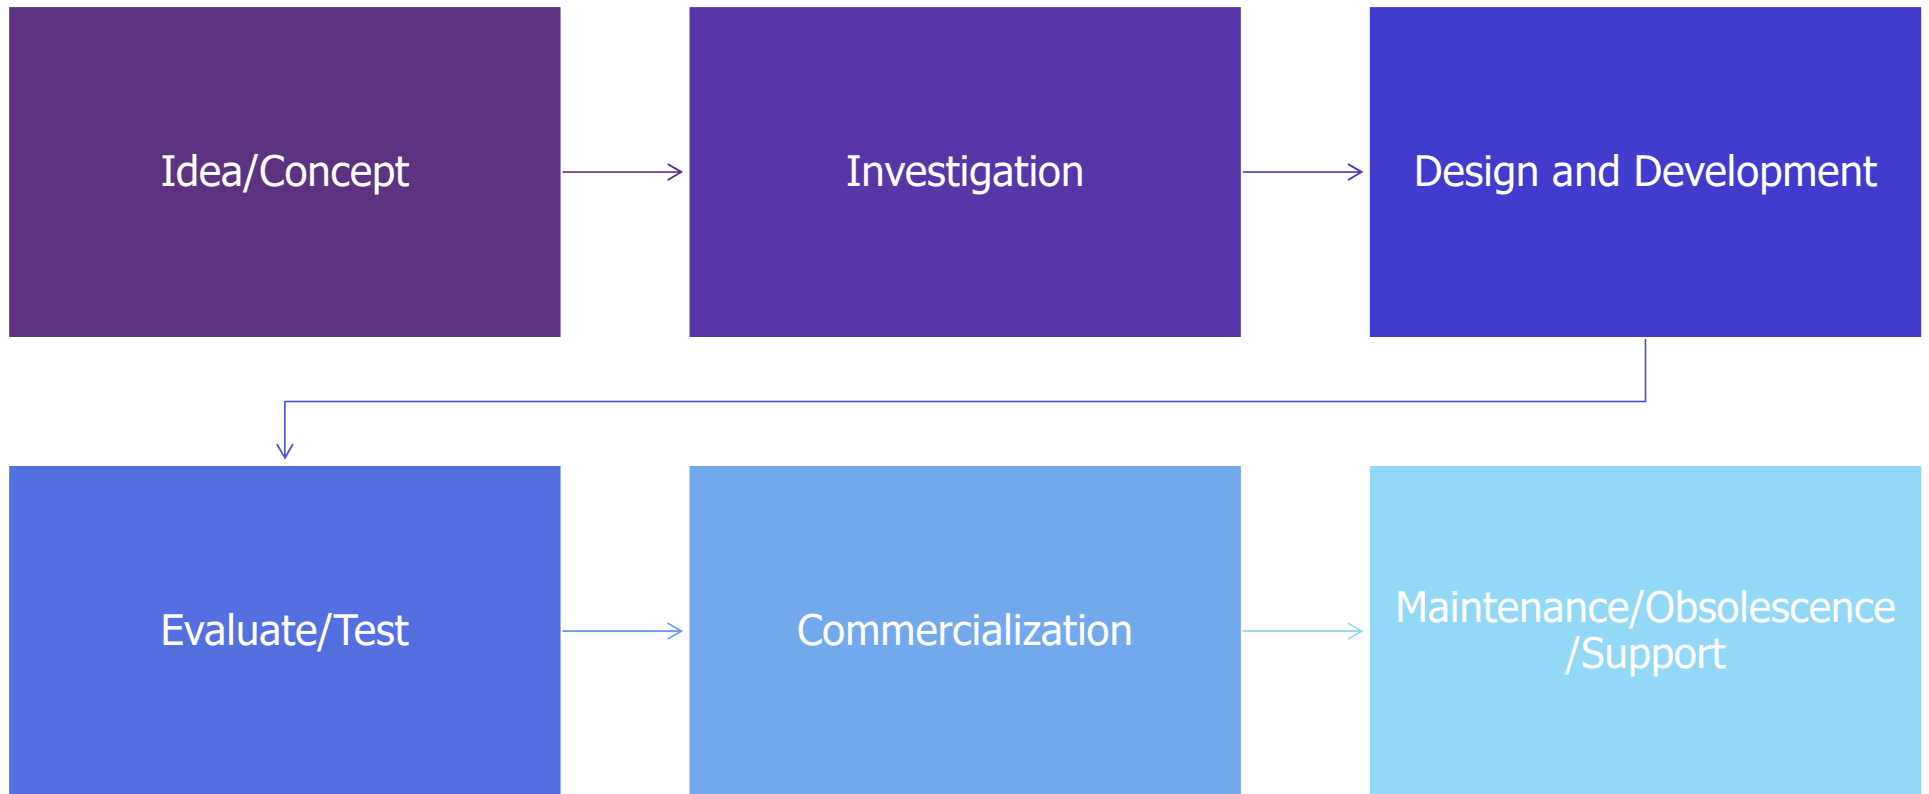 Idea/Concept
Investigation
Design and Development
Evaluate/Test
Commercialization
Maintenance/Obsolescence
/Support